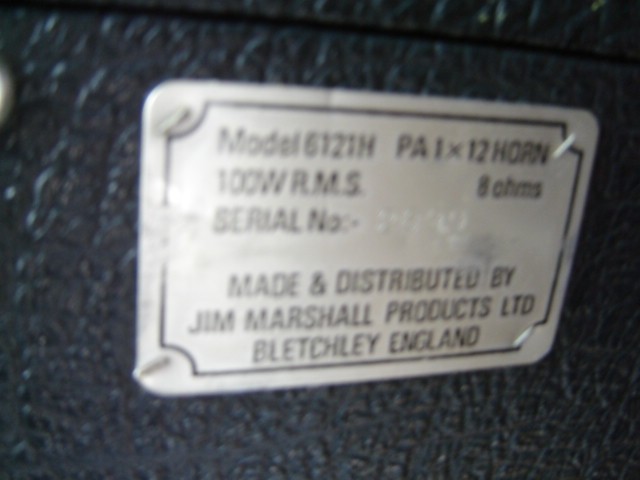 Model 6121H PA 1×12 HORN
100W R.M.S. 8 ohms
SERIAL No:-
MADE & DISTRIBUTED BY
JIM MARSHALL PRODUCTS LTD
BLETCHLEY ENGLAND